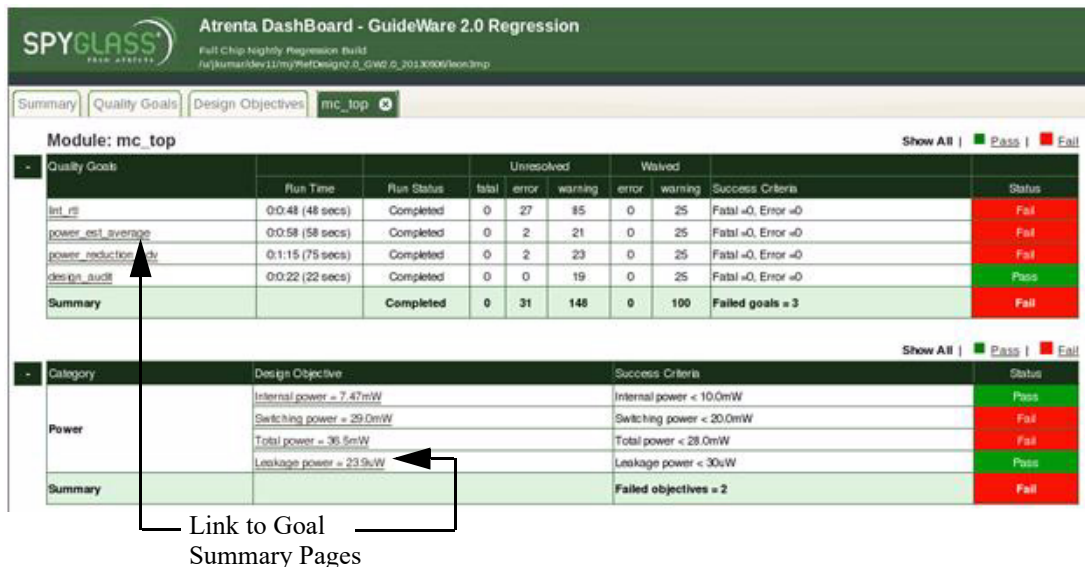 SPYGLASS
FROM ATRENTA
Atrenta DashBoard - GuideWare 2.0 Regression
Full Chip Nightly Regression Build
Summary Quality Goals Design Objectives mc_top
Module: mc_top Show All | Pass | Fail
- Quality Goals Unresolved Waived
Run Time Run Status fatal error warning error warning Success Criteria Status
lint_rtl 0:0:48 (48 secs) Completed 0 27 85 0 25 Fatal =0, Error =0 Fail
power_est_average 0:0:58 (58 secs) Completed 0 2 21 0 25 Fatal =0, Error =0 Fail
power_reduction 0:1:15 (75 secs) Completed 0 2 23 0 25 Fatal =0, Error =0 Fail
design_audit 0:0:22 (22 secs) Completed 0 0 19 0 25 Fatal =0, Error =0 Pass
Summary Completed 0 31 148 0 100 Failed goals = 3 Fail
Show All | Pass | Fail
- Category Design Objective Success Criteria Status
Internal power = 7.47mW Internal power < 10.0mW Pass
Switching power = 29.0mW Switching power < 20.0mW Fail
Power
Total power = 36.5mW Total power < 28.0mW Fail
Leakage power = 23.9uW Leakage power < 30uW Pass
Summary Failed objectives = 2 Fail
Link to Goal
Summary Pages